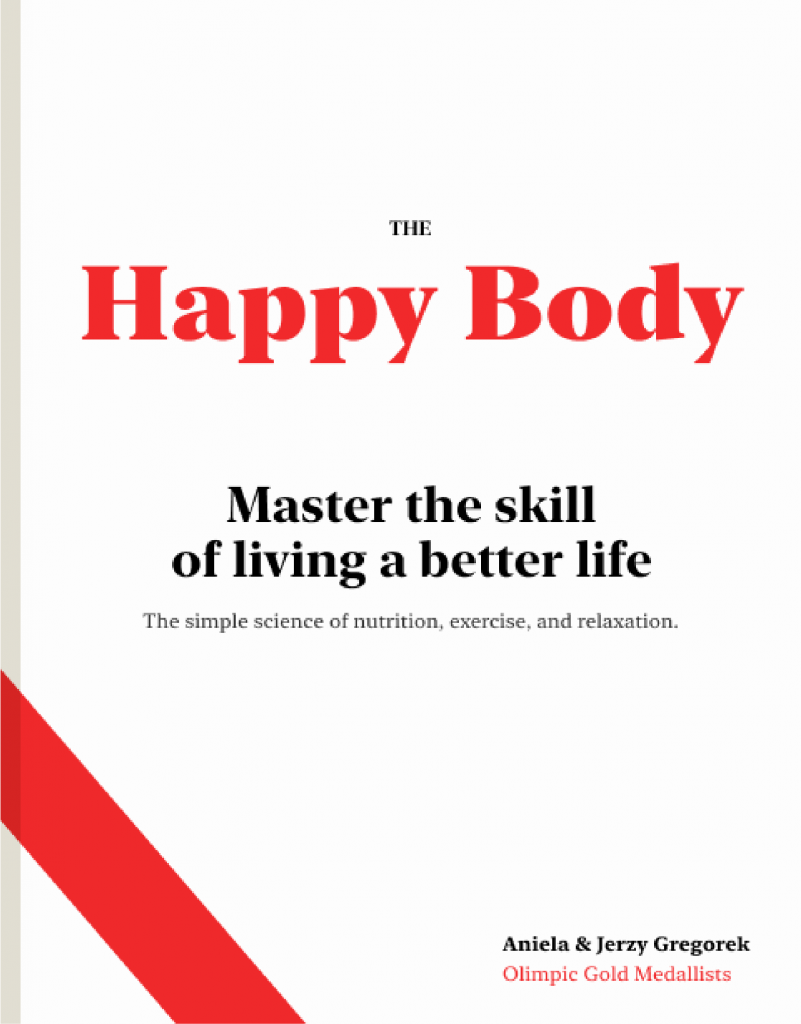 THE
Happy Body
Master the skill
of living a better life
The simple science of nutrition, exercise, and relaxation.
Aniela & Jerzy Gregorek
Olimpic Gold Medallists